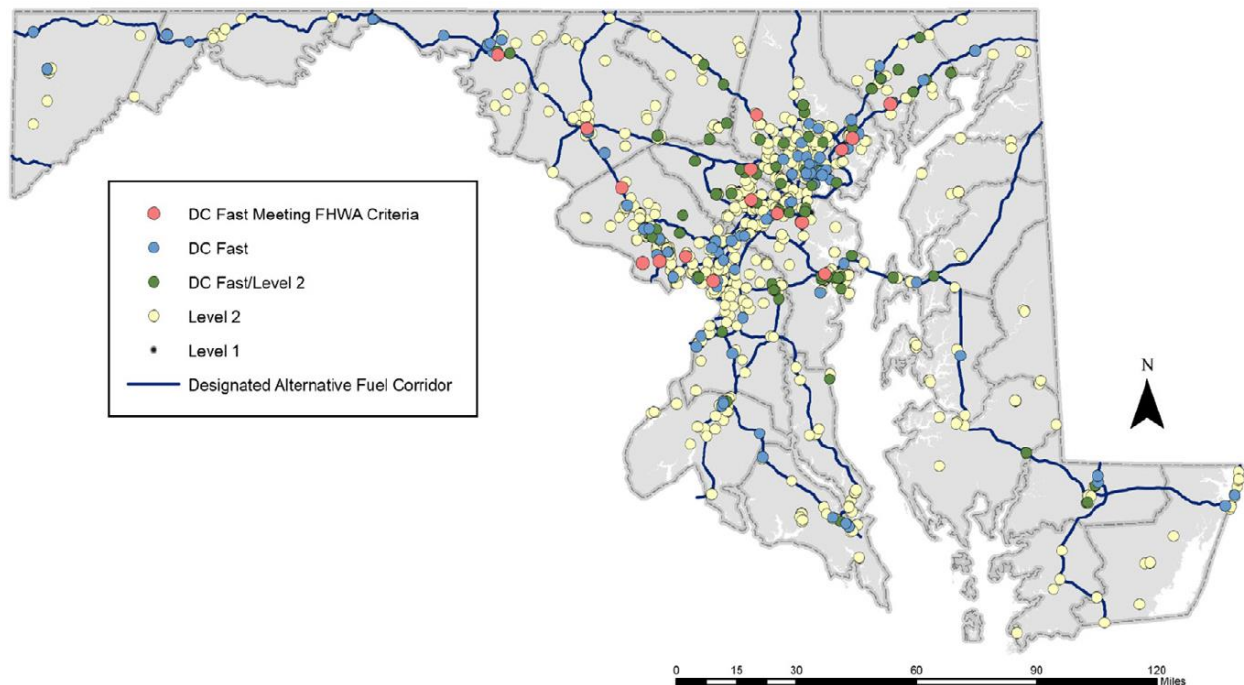 DC Fast Meeting FHWA Criteria
DC Fast
DC Fast/Level 2
Level 2
Level 1
Designated Alternative Fuel Corridor
N
0 15 30 60 90 120
Miles